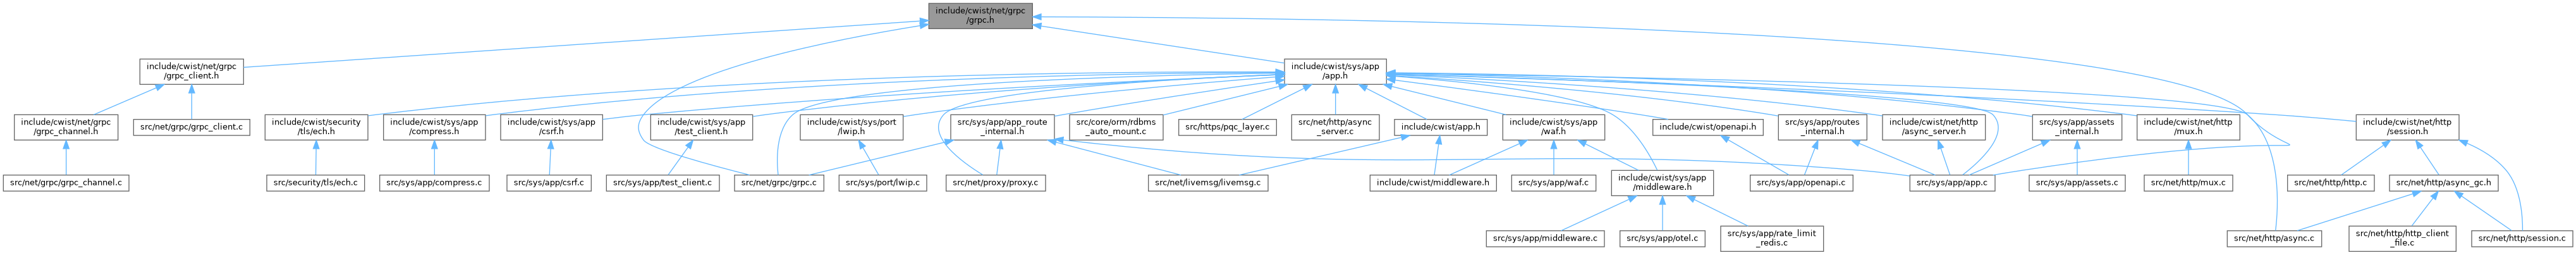 include/cwist/net/grpc
/grpc.h
include/cwist/net/grpc
/grpc_client.h
include/cwist/sys/app
/app.h
include/cwist/net/grpc
/grpc_channel.h
src/net/grpc/grpc_client.c
include/cwist/security
/tls/ech.h
include/cwist/sys/app
/compress.h
include/cwist/sys/app
/csrf.h
include/cwist/sys/app
/test_client.h
include/cwist/sys/port
/lwip.h
src/sys/app/app_route
_internal.h
src/core/orm/rdbms
_auto_mount.c
src/https/pqc_layer.c
src/net/http/async
_server.c
include/cwist/app.h
include/cwist/sys/app
/waf.h
include/cwist/openapi.h
src/sys/app/routes
_internal.h
include/cwist/net/http
/async_server.h
src/sys/app/assets
_internal.h
include/cwist/net/http
/mux.h
include/cwist/net/http
/session.h
src/net/grpc/grpc_channel.c
src/security/tls/ech.c
src/sys/app/compress.c
src/sys/app/csrf.c
src/sys/app/test_client.c
src/net/grpc/grpc.c
src/sys/port/lwip.c
src/net/proxy/proxy.c
src/net/livemsg/livemsg.c
include/cwist/middleware.h
src/sys/app/waf.c
include/cwist/sys/app
/middleware.h
src/sys/app/openapi.c
src/sys/app/app.c
src/sys/app/assets.c
src/net/http/mux.c
src/net/http/http.c
src/net/http/async_gc.h
src/sys/app/middleware.c
src/sys/app/otel.c
src/sys/app/rate_limit
_redis.c
src/net/http/async.c
src/net/http/http_client
_file.c
src/net/http/session.c